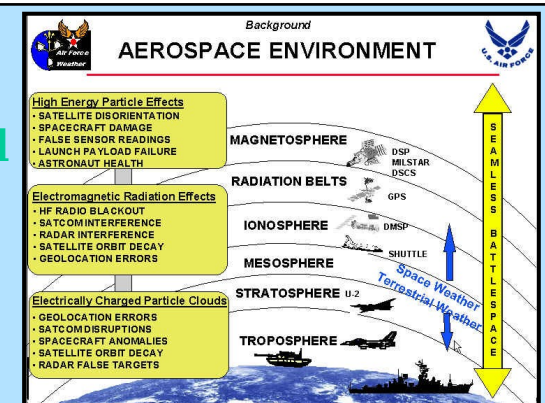 Background
AEROSPACE ENVIRONMENT
Air Force
Weather
U.S. AIR FORCE
High Energy Particle Effects
• SATELLITE DISORIENTATION
• SPACECRAFT DAMAGE
• FALSE SENSOR READINGS
• LAUNCH PAYLOAD FAILURE
• ASTRONAUT HEALTH
Electromagnetic Radiation Effects
• HF RADIO BLACKOUT
• SATCOM INTERFERENCE
• RADAR INTERFERENCE
• SATELLITE ORBIT DECAY
• GEOLOCATION ERRORS
Electrically Charged Particle Clouds
• GEOLOCATION ERRORS
• SATCOM DISRUPTIONS
• SPACECRAFT ANOMALIES
• SATELLITE ORBIT DECAY
• RADAR FALSE TARGETS
MAGNETOSPHERE
DSP
MILSTAR
DSCS
RADIATION BELTS
GPS
IONOSPHERE
DMSP
SHUTTLE
MESOSPHERE
STRATOSPHERE U-2
TROPOSPHERE
Space Weather
Terrestrial Weather
SEAMLESS BATTLESPACE